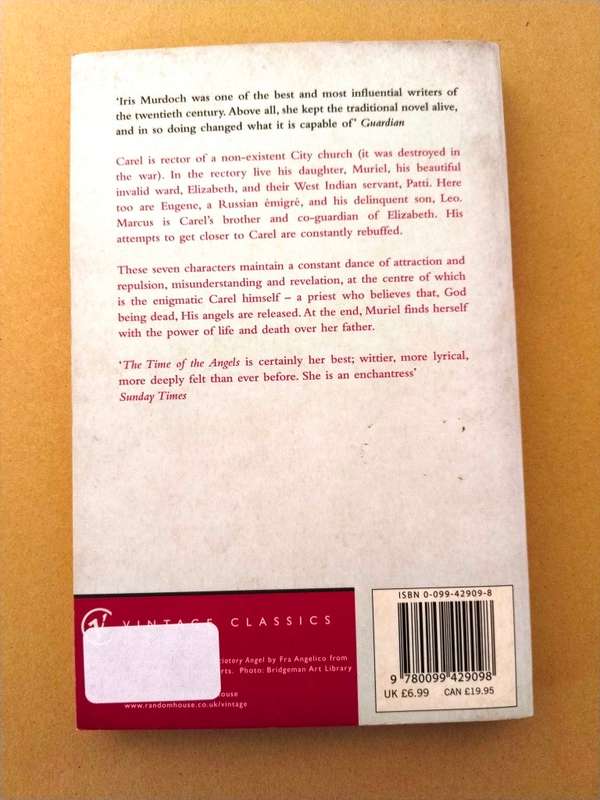 ‘Iris Murdoch was one of the best and most influential writers of
the twentieth century. Above all, she kept the traditional novel alive,
and in so doing changed what it is capable of’ Guardian
Carel is rector of a non-existent City church (it was destroyed in
the war). In the rectory live his daughter, Muriel, his beautiful
invalid ward, Elizabeth, and their West Indian servant, Patti. Here
too are Eugene, a Russian émigré, and his delinquent son, Leo.
Marcus is Carel's brother and co-guardian of Elizabeth. His
attempts to get closer to Carel are constantly rebuffed.
These seven characters maintain a constant dance of attraction and
repulsion, misunderstanding and revelation, at the centre of which
is the enigmatic Carel himself – a priest who believes that, God
being dead, His angels are released. At the end, Muriel finds herself
with the power of life and death over her father.
‘The Time of the Angels is certainly her best; wittier, more lyrical,
more deeply felt than ever before. She is an enchantress’
Sunday Times
VINTAGE CLASSICS
Angel by Fra Angelico from
Photo: Bridgeman Art Library
www.randomhouse.co.uk/vintage
ISBN 0-099-42909-8
9 780099 429098
UK £6.99 CAN £19.95